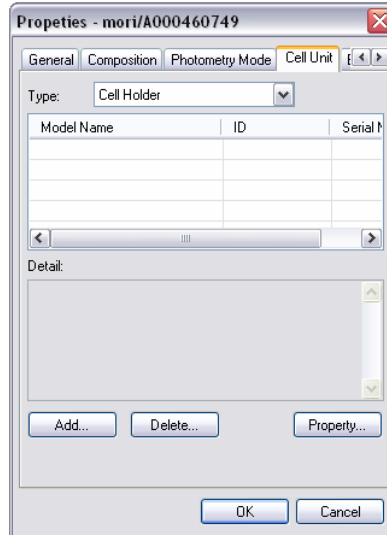 Propeties - mori/A000460749
General Composition Photometry Mode Cell Unit
Type: Cell Holder
Model Name ID Serial
Detail:
Add... Delete... Property...
OK Cancel